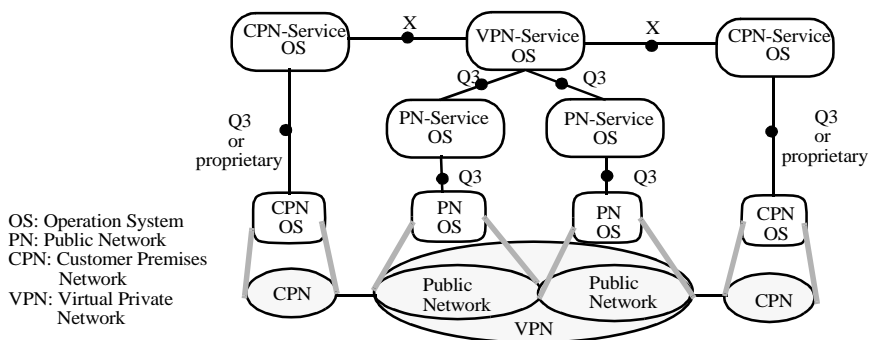 X
X
CPN-Service
OS
VPN-Service
OS
CPN-Service
OS
Q3
Q3
PN-Service
OS
PN-Service
OS
Q3
or
proprietary
Q3
or
proprietary
Q3
Q3
CPN
OS
PN
OS
PN
OS
CPN
OS
OS: Operation System
PN: Public Network
CPN: Customer Premises
Network
VPN: Virtual Private
Network
CPN
Public
Network
Public
Network
CPN
VPN